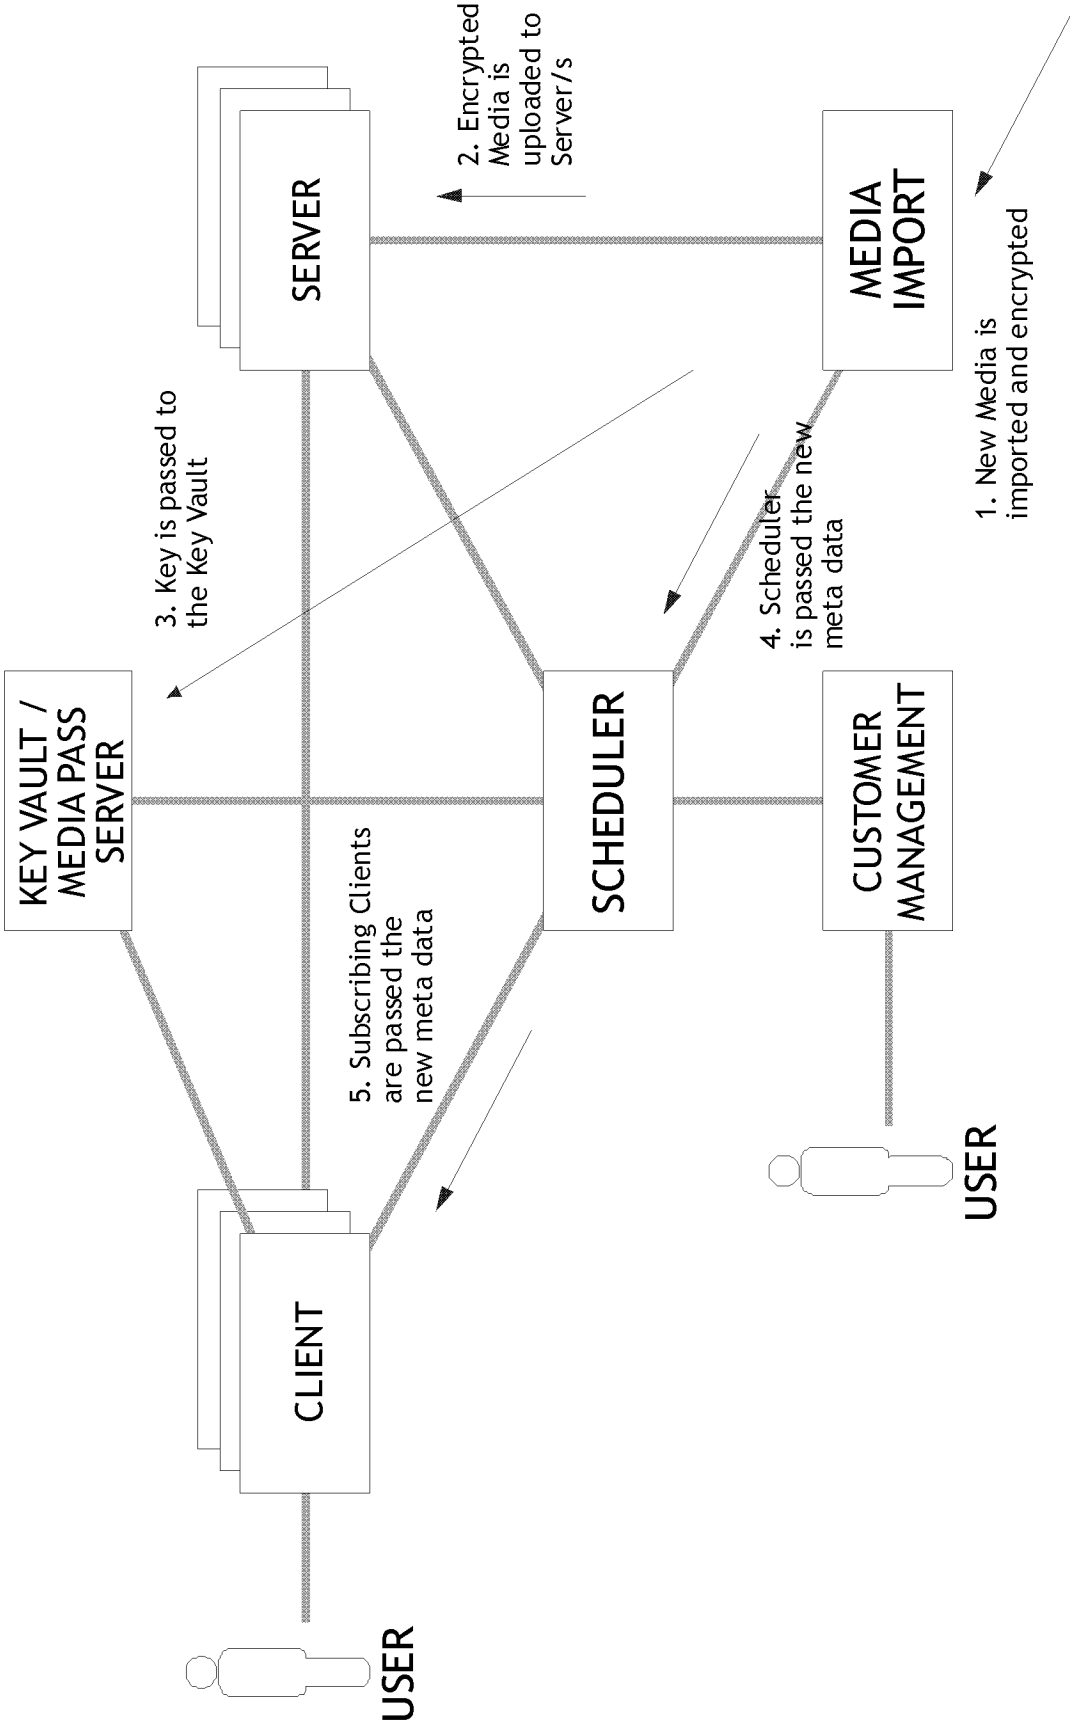 KEY VAULT /
MEDIA PASS
SERVER
3. Key is passed to
the Key Vault
CLIENT
SERVER
USER
5. Subscribing Clients
are passed the
new meta data
2. Encrypted
Media is
uploaded to
Server/s
SCHEDULER
4. Scheduler
is passed the new
meta data
USER
CUSTOMER
MANAGEMENT
MEDIA
IMPORT
1. New Media is
imported and encrypted